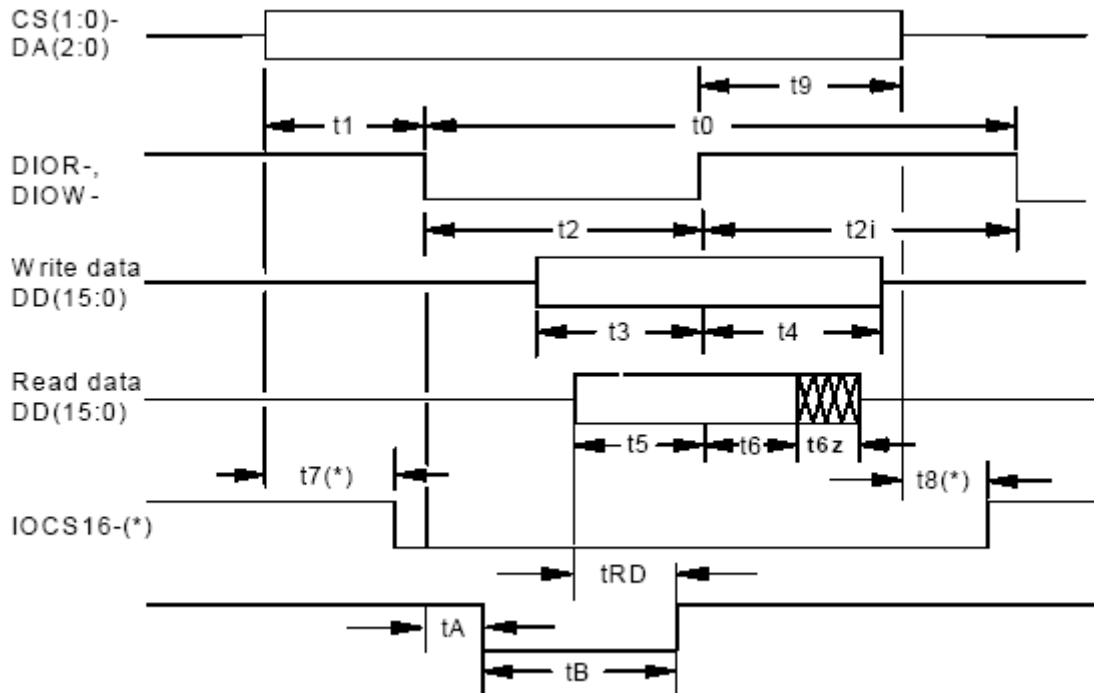 CS(1:0)-
DA(2:0)
t9
t1
t0
DIOR-,
DIOW-
t2
t2i
Write data
DD(15:0)
t3
t4
Read data
DD(15:0)
t5
t6
t6z
t7(*)
t8(*)
IOCS16-(*)
tRD
tA
tB